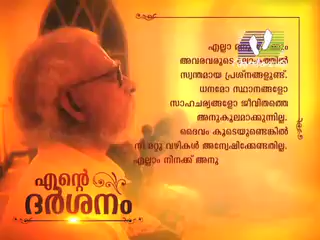 എല്ലാ
അവരവരുടെ
സ്വന്തമായ പ്രശ്നങ്ങളുണ്ട്.
ധനമോ സ്ഥാനങ്ങളോ
സാഹചര്യങ്ങളോ ജീവിതത്തെ
അനുകൂലമാക്കുന്നില്ല.
ദൈവം കൂടെയുണ്ടെങ്കിൽ
നീ മറ്റു വഴികൾ അന്വേഷിക്കേണ്ടതില്ല.
എല്ലാം നിനക്ക് അനു
എന്റെ
ദർശനം